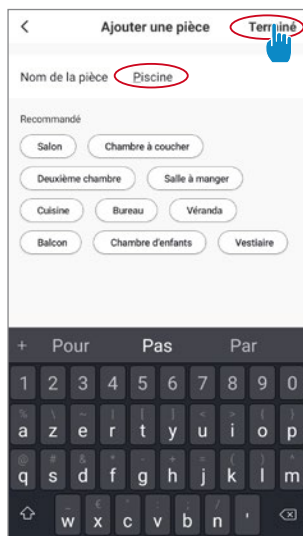 Ajouter une pièce Terminé
Nom de la pièce Piscine
Recommandé
Salon Chambre à coucher
Deuxième chambre Salle à manger
Cuisine Bureau Véranda
Balcon Chambre d'enfants Vestiaire
+ Pour Pas Par
1 2 3 4 5 6 7 8 9 0
a z e r t y u i o p
q s d f g h j k l m
w x c v b n '